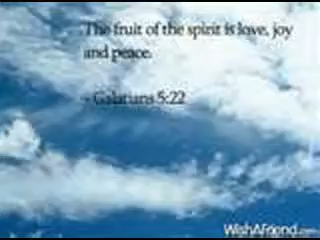 The fruit of the spirit is love, joy
and peace.
- Galatians 5:22
WishAFriend.com